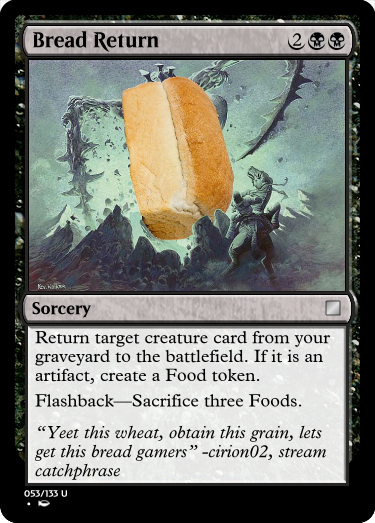 Bread Return 2
Sorcery
Return target creature card from your
graveyard to the battlefield. If it is an
artifact, create a Food token.
Flashback—Sacrifice three Foods.
“Yeet this wheat, obtain this grain, lets
get this bread gamers” -cirion02, stream
catchphrase
053/133 U